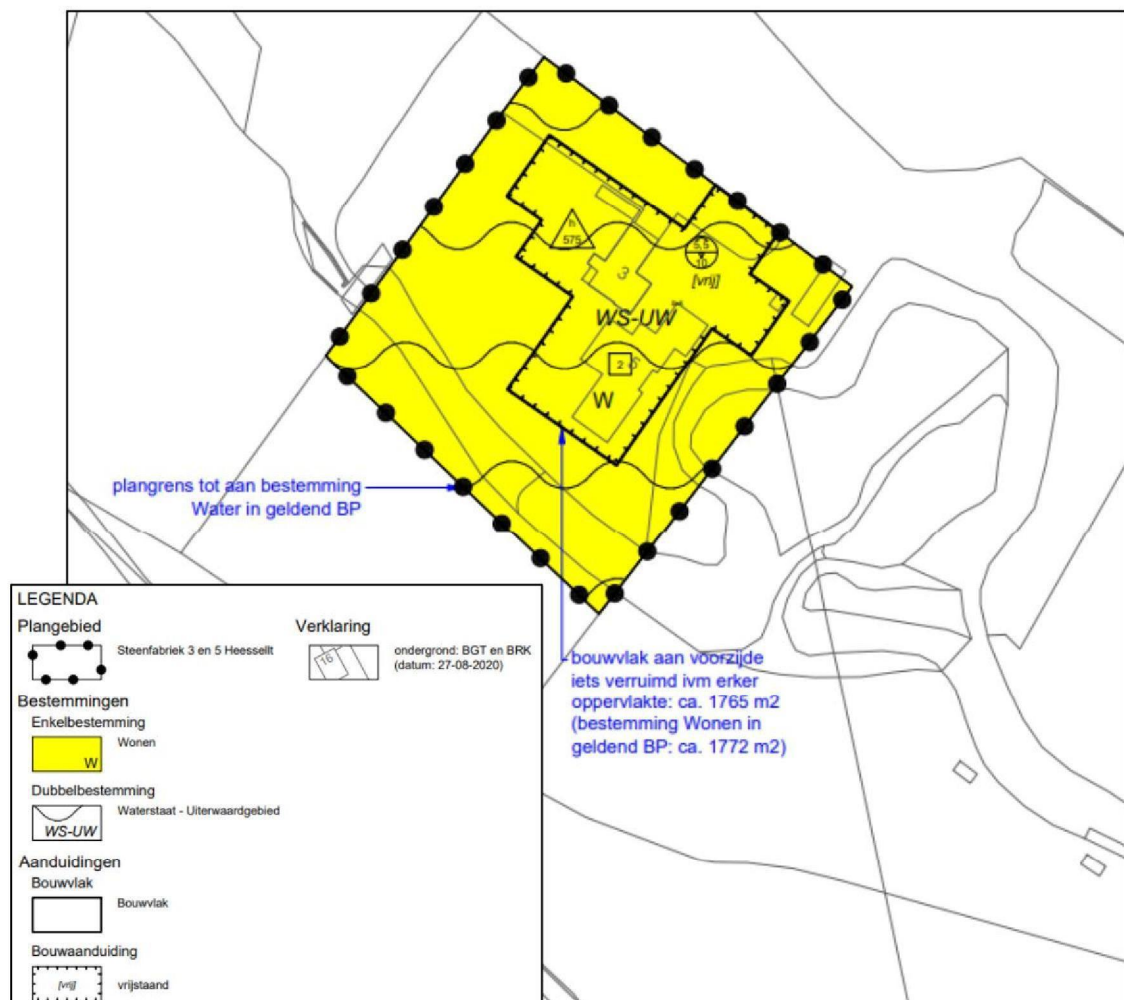 h
575
5,5
10
[vrij]
3
WS-UW
2
W
plangrens tot aan bestemming
Water in geldend BP
bouwvlak aan voorzijde
iets verruimd ivm erker
oppervlakte: ca. 1765 m2
(bestemming Wonen in
geldend BP: ca. 1772 m2)
LEGENDA
Plangebied
Steenfabriek 3 en 5 Heessellt
Bestemmingen
Enkelbestemming
W
Wonen
Dubbelbestemming
WS-UW
Waterstaat - Uiterwaardgebied
Aanduidingen
Bouwvlak
Bouwvlak
Bouwaanduiding
[vrij]
vrijstaand
Verklaring
16
ondergrond: BGT en BRK
(datum: 27-08-2020)